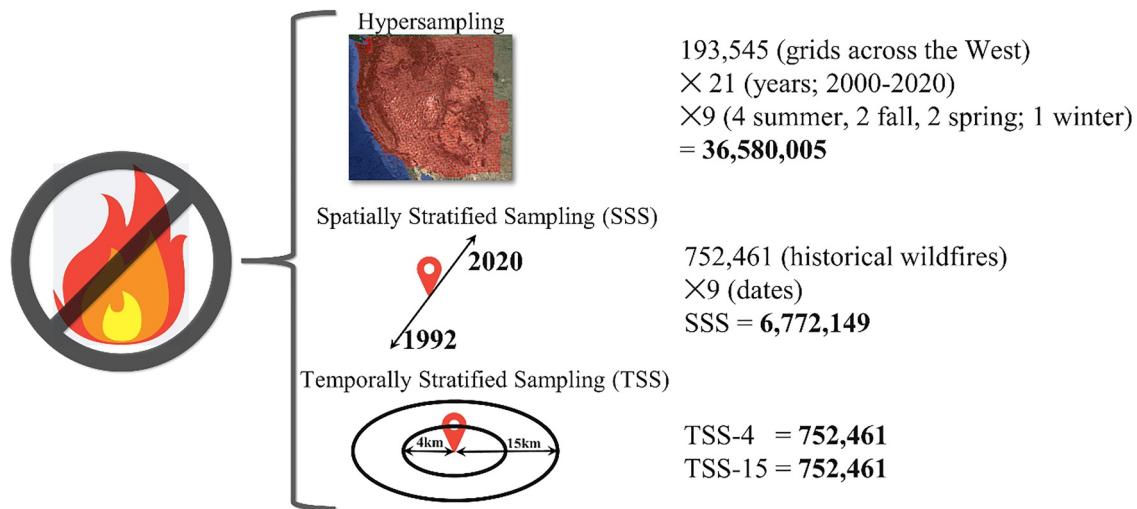 Hypersampling
193,545 (grids across the West)
× 21 (years; 2000-2020)
×9 (4 summer, 2 fall, 2 spring; 1 winter)
= 36,580,005
Spatially Stratified Sampling (SSS)
2020
1992
752,461 (historical wildfires)
×9 (dates)
SSS = 6,772,149
Temporally Stratified Sampling (TSS)
4km
15km
TSS-4 = 752,461
TSS-15 = 752,461